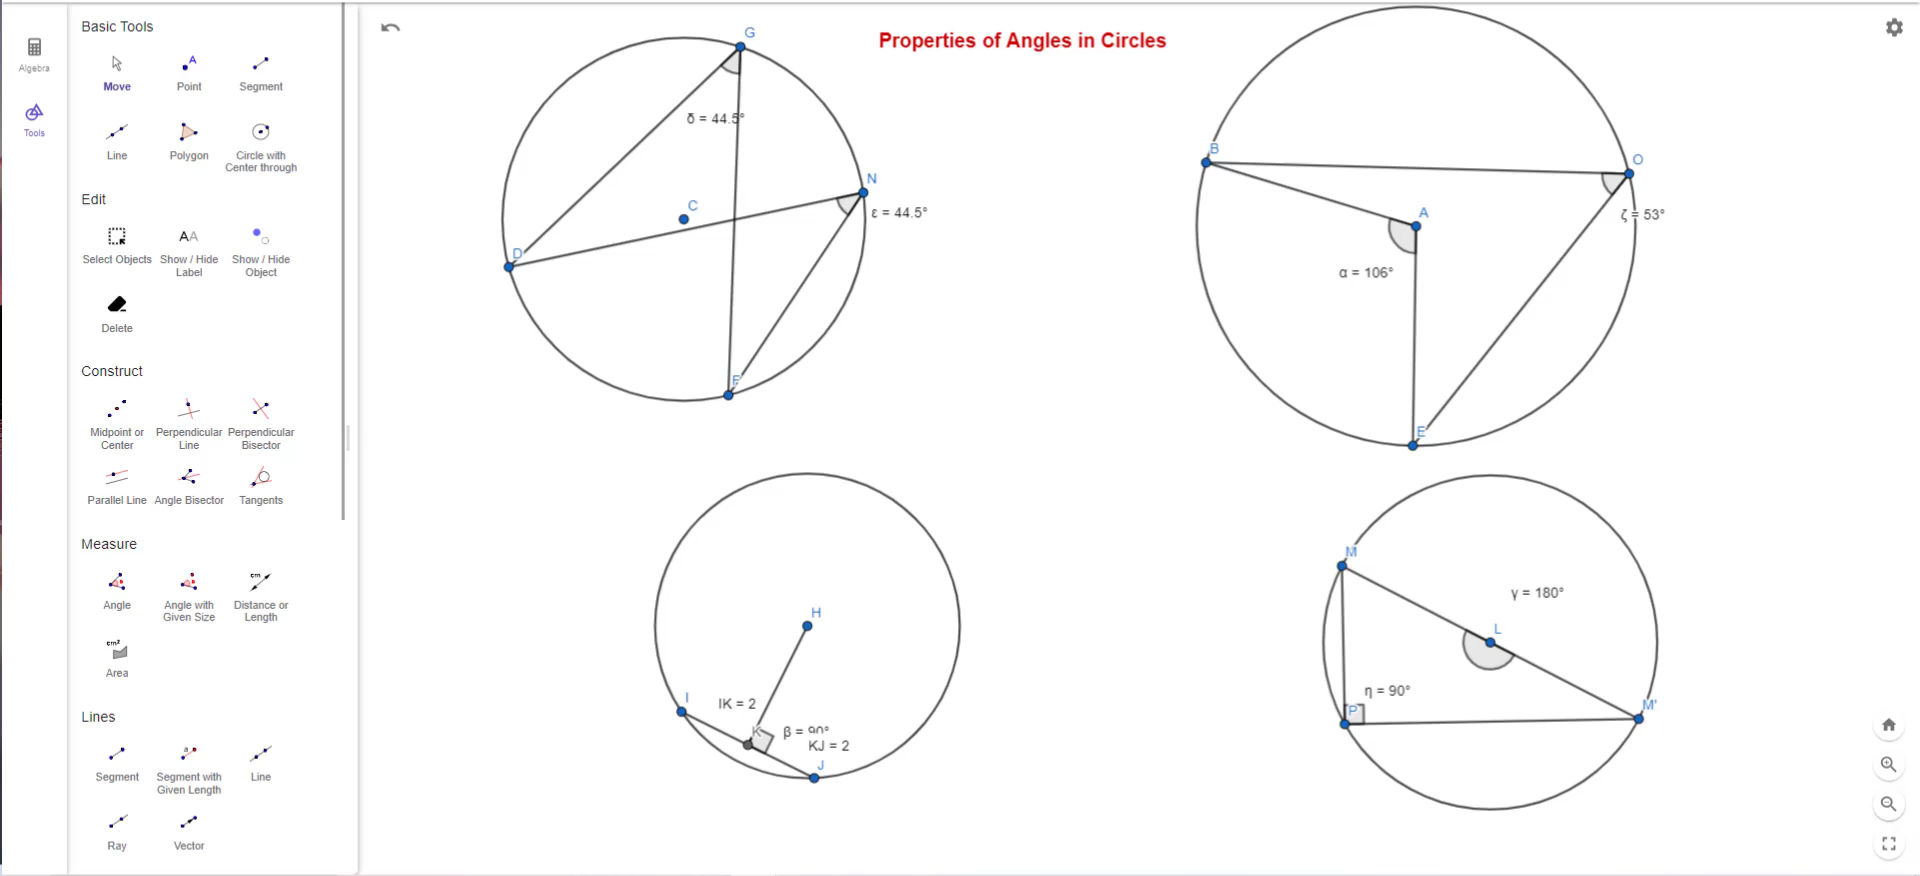 Algebra
Tools
Basic Tools
Move
Point
Segment
Line
Polygon
Circle with
Center through
Edit
Select Objects
Show / Hide
Label
Show / Hide
Object
Delete
Construct
Midpoint or
Center
Perpendicular
Line
Perpendicular
Bisector
Parallel Line
Angle Bisector
Tangents
Measure
Angle
Angle with
Given Size
Distance or
Length
Area
Lines
Segment
Segment with
Given Length
Line
Ray
Vector
Properties of Angles in Circles
G
δ = 44.5°
N
ε = 44.5°
C
D
F
B
O
ζ = 53°
A
α = 106°
E
H
I
IK = 2
K
β = 90°
KJ = 2
J
M
γ = 180°
L
η = 90°
P
M'